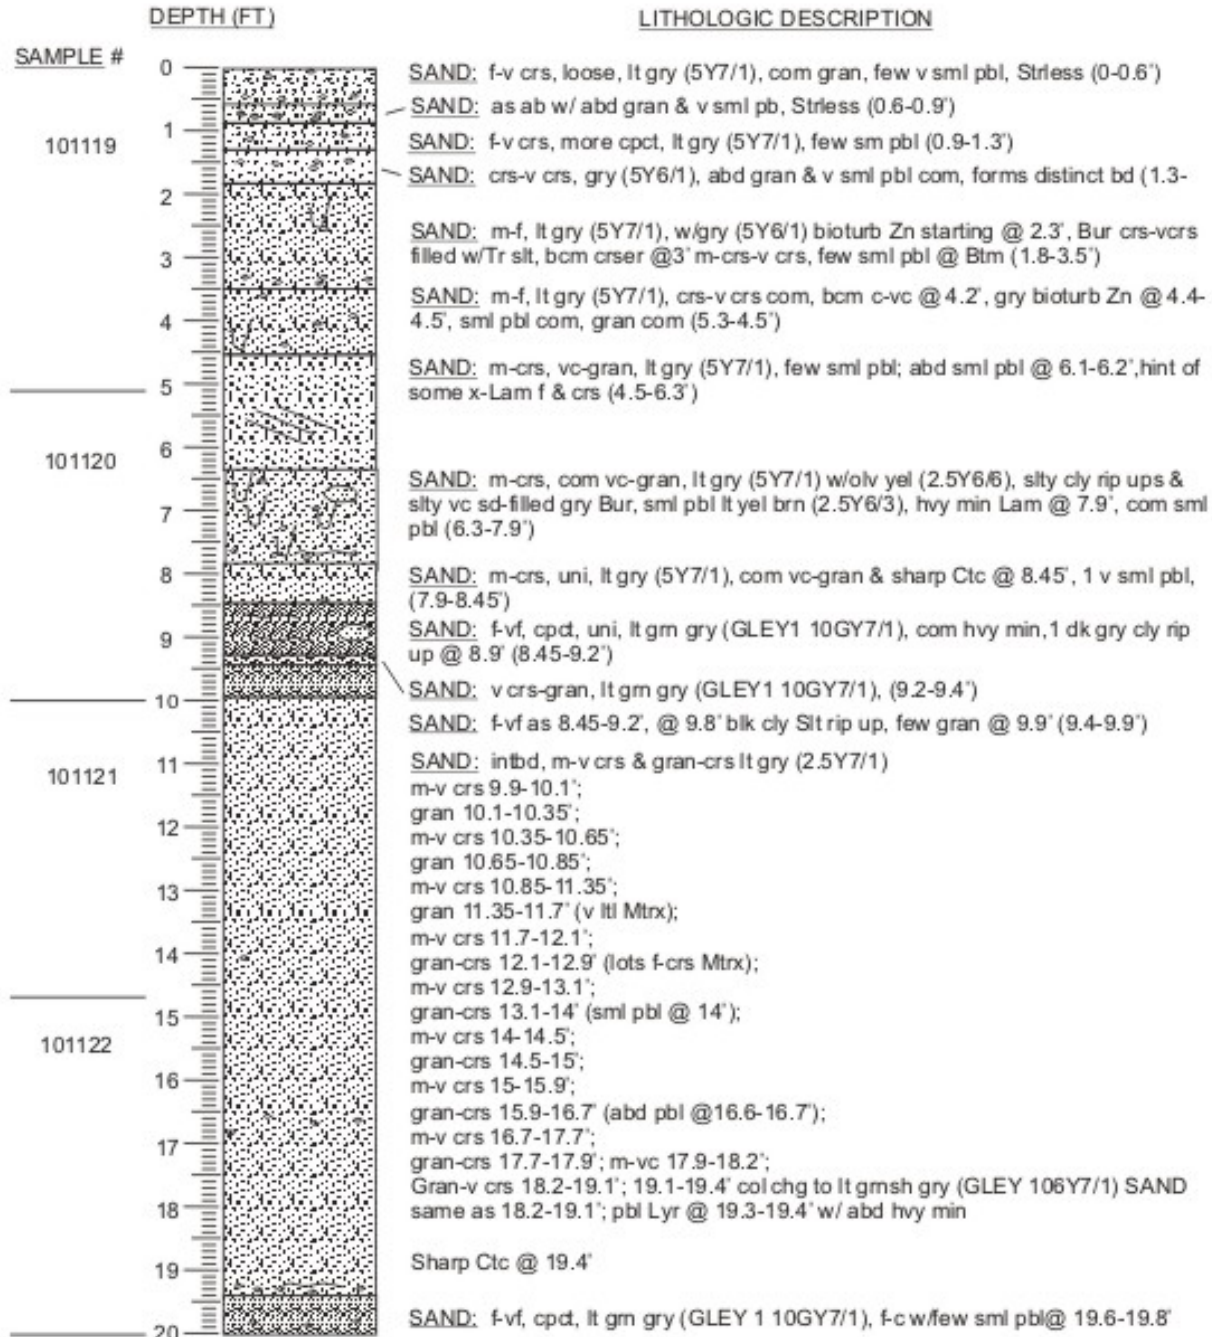 DEPTH (FT)
LITHOLOGIC DESCRIPTION
SAMPLE #
0
SAND: f-v crs, loose, lt gry (5Y7/1), com gran, few v sml pbl, Strless (0-0.6')
SAND: as ab w/ abd gran & v sml pb, Strless (0.6-0.9')
1
101119
SAND: f-v crs, more cpct, lt gry (5Y7/1), few sm pbl (0.9-1.3')
SAND: crs-v crs, gry (5Y6/1), abd gran & v sml pbl com, forms distinct bd (1.3-
2
SAND: m-f, lt gry (5Y7/1), w/gry (5Y6/1) bioturb Zn starting @ 2.3', Bur crs-vcrs
filled w/Tr slt, bcm crser @3' m-crs-v crs, few sml pbl @ Btm (1.8-3.5')
3
SAND: m-f, lt gry (5Y7/1), crs-v crs com, bcm c-vc @ 4.2', gry bioturb Zn @ 4.4-
4.5', sml pbl com, gran com (5.3-4.5')
4
SAND: m-crs, vc-gran, lt gry (5Y7/1), few sml pbl; abd sml pbl @ 6.1-6.2',hint of
some x-Lam f & crs (4.5-6.3')
5
6
101120
SAND: m-crs, com vc-gran, lt gry (5Y7/1) w/olv yel (2.5Y6/6), slty cly rip ups &
slty vc sd-filled gry Bur, sml pbl lt yel brn (2.5Y6/3), hvy min Lam @ 7.9', com sml
pbl (6.3-7.9')
7
8
SAND: m-crs, uni, lt gry (5Y7/1), com vc-gran & sharp Ctc @ 8.45', 1 v sml pbl,
(7.9-8.45')
SAND: f-vf, cpct, uni, lt grn gry (GLEY1 10GY7/1), com hvy min,1 dk gry cly rip
up @ 8.9' (8.45-9.2')
9
SAND: v crs-gran, lt grn gry (GLEY1 10GY7/1), (9.2-9.4')
10
SAND: f-vf as 8.45-9.2', @ 9.8' blk cly Slt rip up, few gran @ 9.9' (9.4-9.9')
11
101121
SAND: intbd, m-v crs & gran-crs lt gry (2.5Y7/1)
m-v crs 9.9-10.1';
gran 10.1-10.35';
12
m-v crs 10.35-10.65';
gran 10.65-10.85';
13
m-v crs 10.85-11.35';
gran 11.35-11.7' (v ltl Mtrx);
m-v crs 11.7-12.1';
14
gran-crs 12.1-12.9' (lots f-crs Mtrx);
m-v crs 12.9-13.1';
15
gran-crs 13.1-14' (sml pbl @ 14');
m-v crs 14-14.5';
101122
gran-crs 14.5-15';
16
m-v crs 15-15.9';
gran-crs 15.9-16.7' (abd pbl @16.6-16.7');
17
m-v crs 16.7-17.7';
gran-crs 17.7-17.9'; m-vc 17.9-18.2';
Gran-v crs 18.2-19.1'; 19.1-19.4' col chg to lt grnsh gry (GLEY 106Y7/1) SAND
18
same as 18.2-19.1'; pbl Lyr @ 19.3-19.4' w/ abd hvy min
19
Sharp Ctc @ 19.4'
SAND: f-vf, cpct, lt grn gry (GLEY 1 10GY7/1), f-c w/few sml pbl@ 19.6-19.8'
20